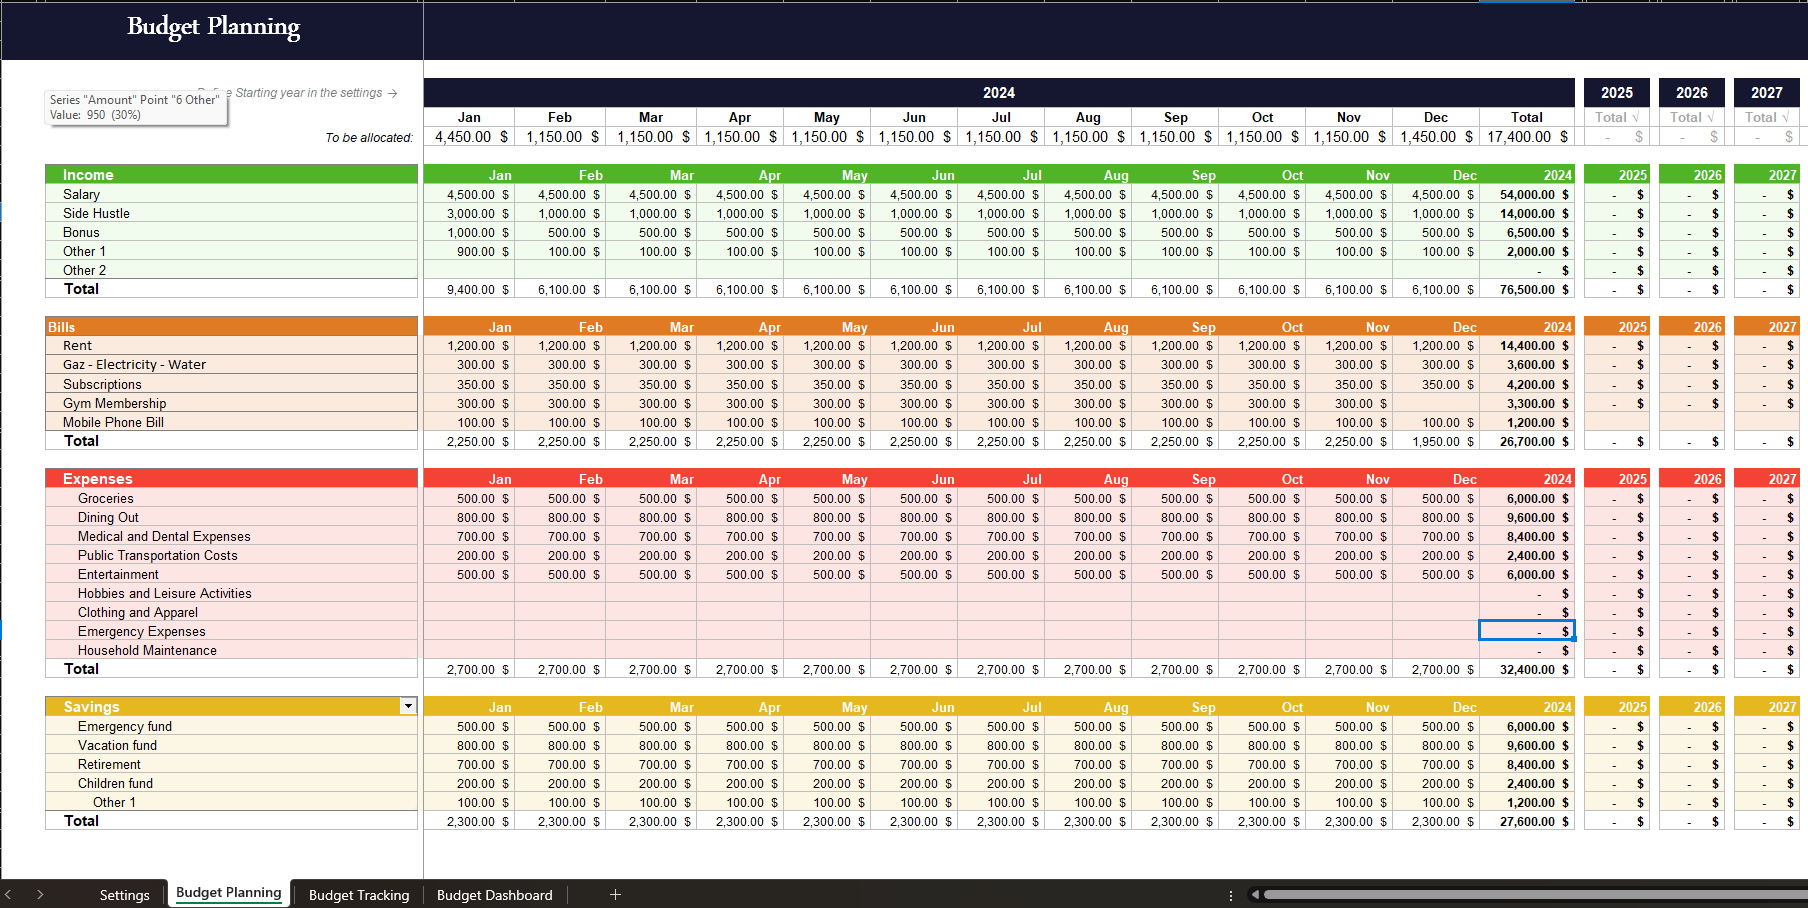 Budget Planning
Define Starting year in the settings →
Series "Amount" Point "6 Other"
Value: 950 (30%)
2024 2025 2026 2027
Jan Feb Mar Apr May Jun Jul Aug Sep Oct Nov Dec Total Total √ Total √ Total √
To be allocated: 4,450.00 $ 1,150.00 $ 1,150.00 $ 1,150.00 $ 1,150.00 $ 1,150.00 $ 1,150.00 $ 1,150.00 $ 1,150.00 $ 1,150.00 $ 1,150.00 $ 1,450.00 $ 17,400.00 $ - $ - $ - $
Income Jan Feb Mar Apr May Jun Jul Aug Sep Oct Nov Dec 2024 2025 2026 2027
Salary 4,500.00 $ 4,500.00 $ 4,500.00 $ 4,500.00 $ 4,500.00 $ 4,500.00 $ 4,500.00 $ 4,500.00 $ 4,500.00 $ 4,500.00 $ 4,500.00 $ 4,500.00 $ 54,000.00 $ - $ - $ - $
Side Hustle 3,000.00 $ 1,000.00 $ 1,000.00 $ 1,000.00 $ 1,000.00 $ 1,000.00 $ 1,000.00 $ 1,000.00 $ 1,000.00 $ 1,000.00 $ 1,000.00 $ 1,000.00 $ 14,000.00 $ - $ - $ - $
Bonus 1,000.00 $ 500.00 $ 500.00 $ 500.00 $ 500.00 $ 500.00 $ 500.00 $ 500.00 $ 500.00 $ 500.00 $ 500.00 $ 500.00 $ 6,500.00 $ - $ - $ - $
Other 1 900.00 $ 100.00 $ 100.00 $ 100.00 $ 100.00 $ 100.00 $ 100.00 $ 100.00 $ 100.00 $ 100.00 $ 100.00 $ 100.00 $ 2,000.00 $ - $ - $ - $
Other 2 - $ - $ - $ - $
Total 9,400.00 $ 6,100.00 $ 6,100.00 $ 6,100.00 $ 6,100.00 $ 6,100.00 $ 6,100.00 $ 6,100.00 $ 6,100.00 $ 6,100.00 $ 6,100.00 $ 6,100.00 $ 76,500.00 $ - $ - $ - $
Bills Jan Feb Mar Apr May Jun Jul Aug Sep Oct Nov Dec 2024 2025 2026 2027
Rent 1,200.00 $ 1,200.00 $ 1,200.00 $ 1,200.00 $ 1,200.00 $ 1,200.00 $ 1,200.00 $ 1,200.00 $ 1,200.00 $ 1,200.00 $ 1,200.00 $ 1,200.00 $ 14,400.00 $ - $ - $ - $
Gaz - Electricity - Water 300.00 $ 300.00 $ 300.00 $ 300.00 $ 300.00 $ 300.00 $ 300.00 $ 300.00 $ 300.00 $ 300.00 $ 300.00 $ 300.00 $ 3,600.00 $ - $ - $ - $
Subscriptions 350.00 $ 350.00 $ 350.00 $ 350.00 $ 350.00 $ 350.00 $ 350.00 $ 350.00 $ 350.00 $ 350.00 $ 350.00 $ 350.00 $ 4,200.00 $ - $ - $ - $
Gym Membership 300.00 $ 300.00 $ 300.00 $ 300.00 $ 300.00 $ 300.00 $ 300.00 $ 300.00 $ 300.00 $ 300.00 $ 300.00 $ 3,300.00 $ - $ - $ - $
Mobile Phone Bill 100.00 $ 100.00 $ 100.00 $ 100.00 $ 100.00 $ 100.00 $ 100.00 $ 100.00 $ 100.00 $ 100.00 $ 100.00 $ 100.00 $ 1,200.00 $
Total 2,250.00 $ 2,250.00 $ 2,250.00 $ 2,250.00 $ 2,250.00 $ 2,250.00 $ 2,250.00 $ 2,250.00 $ 2,250.00 $ 2,250.00 $ 2,250.00 $ 1,950.00 $ 26,700.00 $ - $ - $ - $
Expenses Jan Feb Mar Apr May Jun Jul Aug Sep Oct Nov Dec 2024 2025 2026 2027
Groceries 500.00 $ 500.00 $ 500.00 $ 500.00 $ 500.00 $ 500.00 $ 500.00 $ 500.00 $ 500.00 $ 500.00 $ 500.00 $ 500.00 $ 6,000.00 $ - $ - $ - $
Dining Out 800.00 $ 800.00 $ 800.00 $ 800.00 $ 800.00 $ 800.00 $ 800.00 $ 800.00 $ 800.00 $ 800.00 $ 800.00 $ 800.00 $ 9,600.00 $ - $ - $ - $
Medical and Dental Expenses 700.00 $ 700.00 $ 700.00 $ 700.00 $ 700.00 $ 700.00 $ 700.00 $ 700.00 $ 700.00 $ 700.00 $ 700.00 $ 700.00 $ 8,400.00 $ - $ - $ - $
Public Transportation Costs 200.00 $ 200.00 $ 200.00 $ 200.00 $ 200.00 $ 200.00 $ 200.00 $ 200.00 $ 200.00 $ 200.00 $ 200.00 $ 200.00 $ 2,400.00 $ - $ - $ - $
Entertainment 500.00 $ 500.00 $ 500.00 $ 500.00 $ 500.00 $ 500.00 $ 500.00 $ 500.00 $ 500.00 $ 500.00 $ 500.00 $ 500.00 $ 6,000.00 $ - $ - $ - $
Hobbies and Leisure Activities - $ - $ - $ - $
Clothing and Apparel - $ - $ - $ - $
Emergency Expenses - $ - $ - $ - $
Household Maintenance - $ - $ - $ - $
Total 2,700.00 $ 2,700.00 $ 2,700.00 $ 2,700.00 $ 2,700.00 $ 2,700.00 $ 2,700.00 $ 2,700.00 $ 2,700.00 $ 2,700.00 $ 2,700.00 $ 2,700.00 $ 32,400.00 $ - $ - $ - $
Savings Jan Feb Mar Apr May Jun Jul Aug Sep Oct Nov Dec 2024 2025 2026 2027
Emergency fund 500.00 $ 500.00 $ 500.00 $ 500.00 $ 500.00 $ 500.00 $ 500.00 $ 500.00 $ 500.00 $ 500.00 $ 500.00 $ 500.00 $ 6,000.00 $ - $ - $ - $
Vacation fund 800.00 $ 800.00 $ 800.00 $ 800.00 $ 800.00 $ 800.00 $ 800.00 $ 800.00 $ 800.00 $ 800.00 $ 800.00 $ 800.00 $ 9,600.00 $ - $ - $ - $
Retirement 700.00 $ 700.00 $ 700.00 $ 700.00 $ 700.00 $ 700.00 $ 700.00 $ 700.00 $ 700.00 $ 700.00 $ 700.00 $ 700.00 $ 8,400.00 $ - $ - $ - $
Children fund 200.00 $ 200.00 $ 200.00 $ 200.00 $ 200.00 $ 200.00 $ 200.00 $ 200.00 $ 200.00 $ 200.00 $ 200.00 $ 200.00 $ 2,400.00 $ - $ - $ - $
Other 1 100.00 $ 100.00 $ 100.00 $ 100.00 $ 100.00 $ 100.00 $ 100.00 $ 100.00 $ 100.00 $ 100.00 $ 100.00 $ 100.00 $ 1,200.00 $ - $ - $ - $
Total 2,300.00 $ 2,300.00 $ 2,300.00 $ 2,300.00 $ 2,300.00 $ 2,300.00 $ 2,300.00 $ 2,300.00 $ 2,300.00 $ 2,300.00 $ 2,300.00 $ 2,300.00 $ 27,600.00 $ - $ - $ - $
Settings Budget Planning Budget Tracking Budget Dashboard +